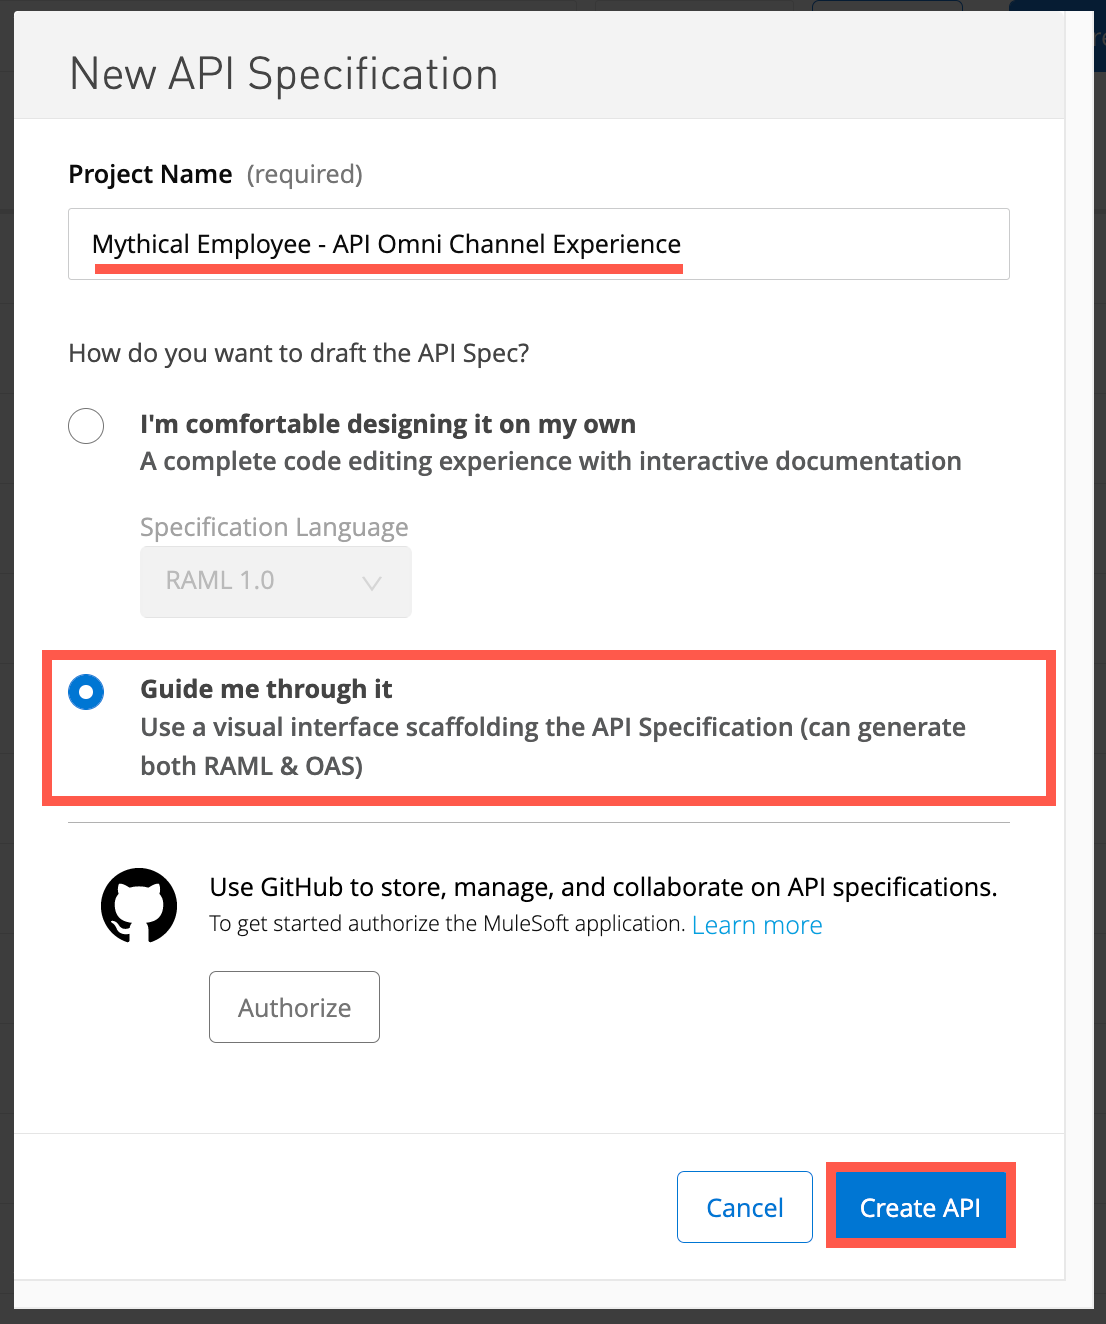 New API Specification
Project Name (required)
Mythical Employee - API Omni Channel Experience
How do you want to draft the API Spec?
I'm comfortable designing it on my own
A complete code editing experience with interactive documentation
Specification Language
RAML 1.0
Guide me through it
Use a visual interface scaffolding the API Specification (can generate
both RAML & OAS)
Use GitHub to store, manage, and collaborate on API specifications.
To get started authorize the MuleSoft application. Learn more
Authorize
Cancel
Create API